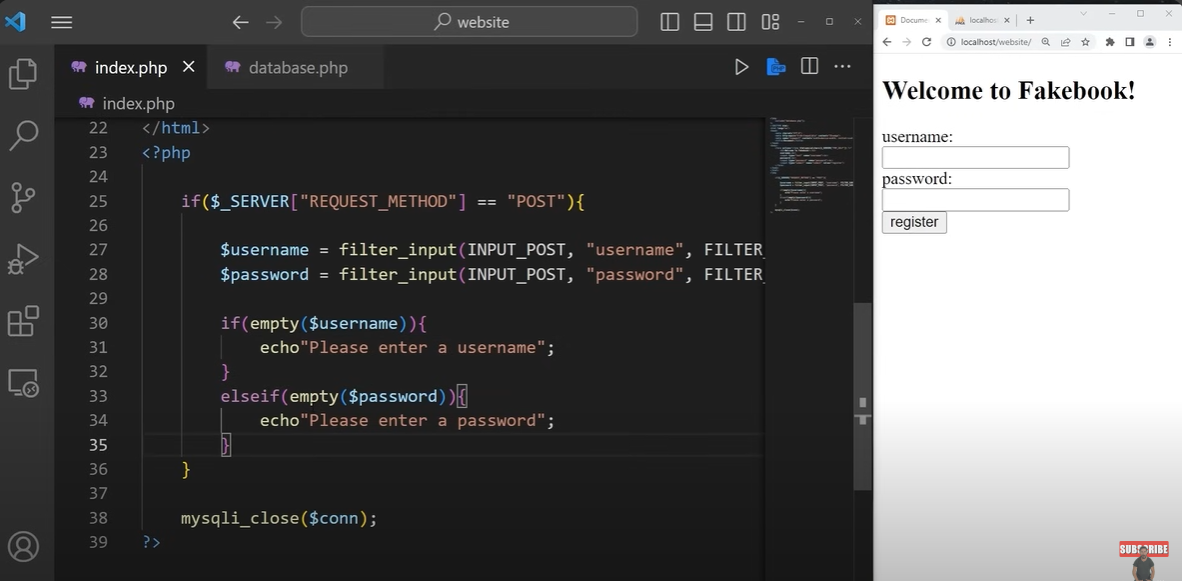 website
index.php
database.php
index.php
22 </html>
23 <?php
24
25 if($_SERVER["REQUEST_METHOD"] == "POST"){
26
27 $username = filter_input(INPUT_POST, "username", FILTER_
28 $password = filter_input(INPUT_POST, "password", FILTER_
29
30 if(empty($username)){
31 echo"Please enter a username";
32 }
33 elseif(empty($password)){
34 echo"Please enter a password";
35 }
36 }
37
38 mysqli_close($conn);
39 ?>
Docume
localhos
localhost/website/
Welcome to Fakebook!
username:
password:
register
SUBSCRIBE